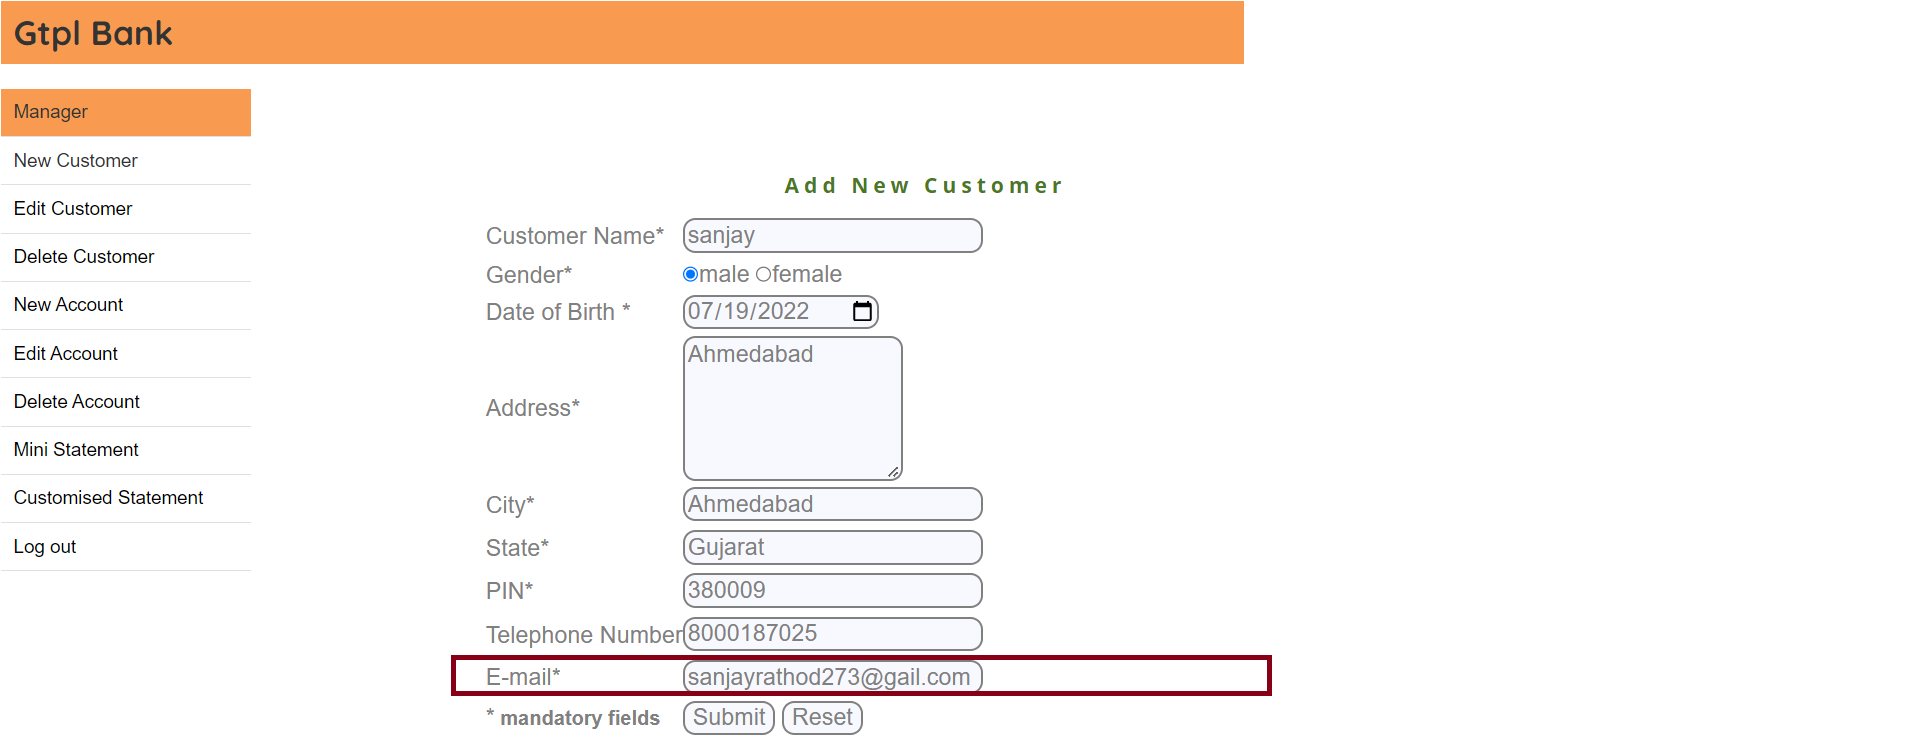 Gtpl Bank
Manager
New Customer
Edit Customer
Delete Customer
New Account
Edit Account
Delete Account
Mini Statement
Customised Statement
Log out
Add New Customer
Customer Name* sanjay
Gender* male female
Date of Birth * 07/19/2022
Address* Ahmedabad
City* Ahmedabad
State* Gujarat
PIN* 380009
Telephone Number 8000187025
E-mail* sanjayrathod273@gail.com
* mandatory fields Submit Reset